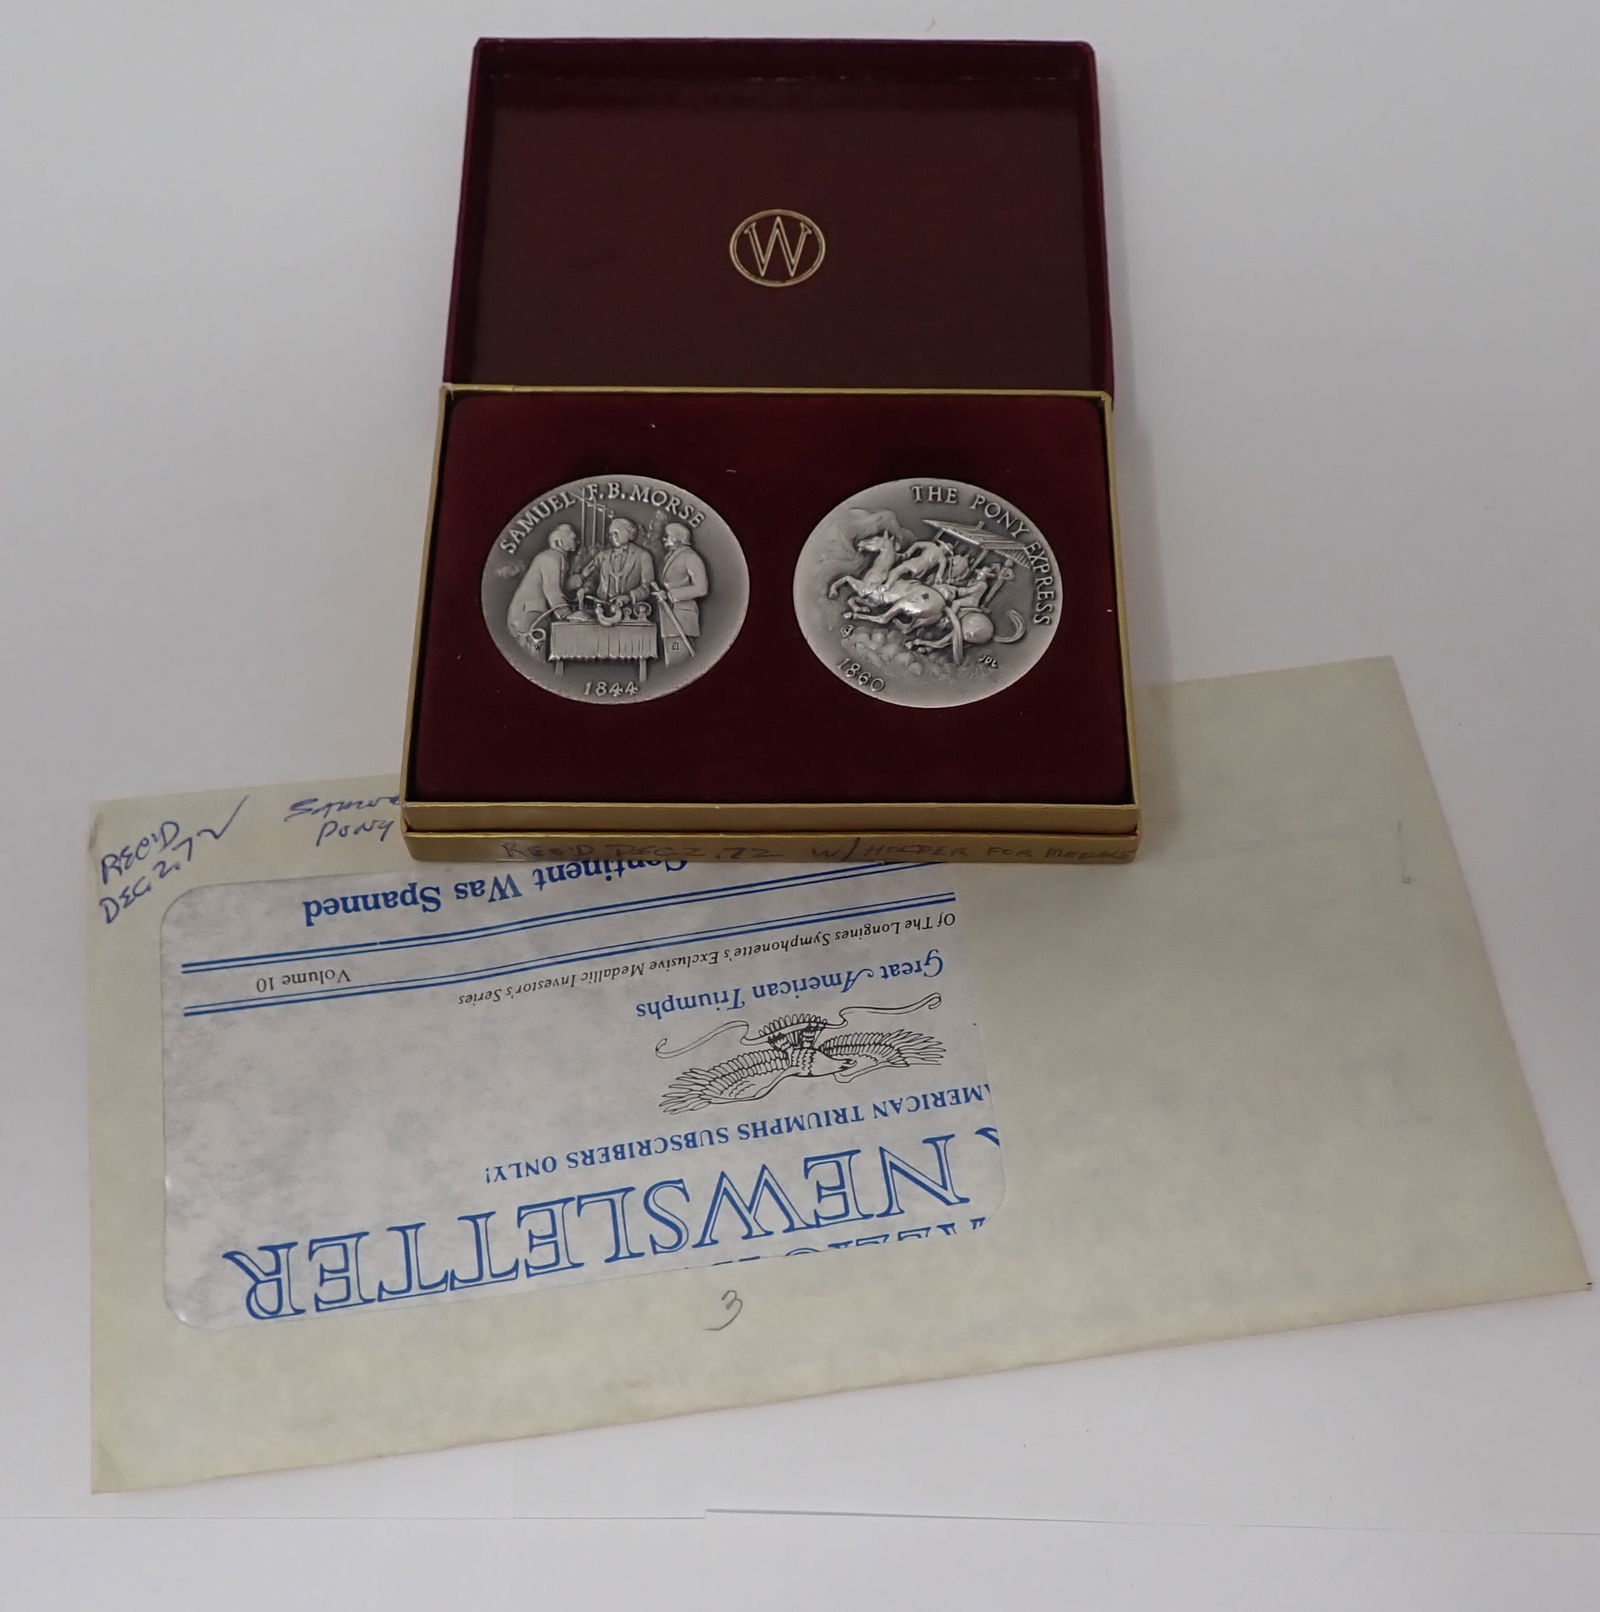 W
SAMUEL F. B. MORSE
W
1844
THE PONY EXPRESS
JPL
1860
REC'D DEC 2, 72 W/HOLDER FOR MEDALS
REC'D
DEC. 2, 72
PONY
NEWSLETTER
AMERICAN TRIUMPHS SUBSCRIBERS ONLY!
Great American Triumphs
Of The Longines Symphonette's Exclusive Medallic Investor's Series
Volume 10
Continent Was Spanned
3